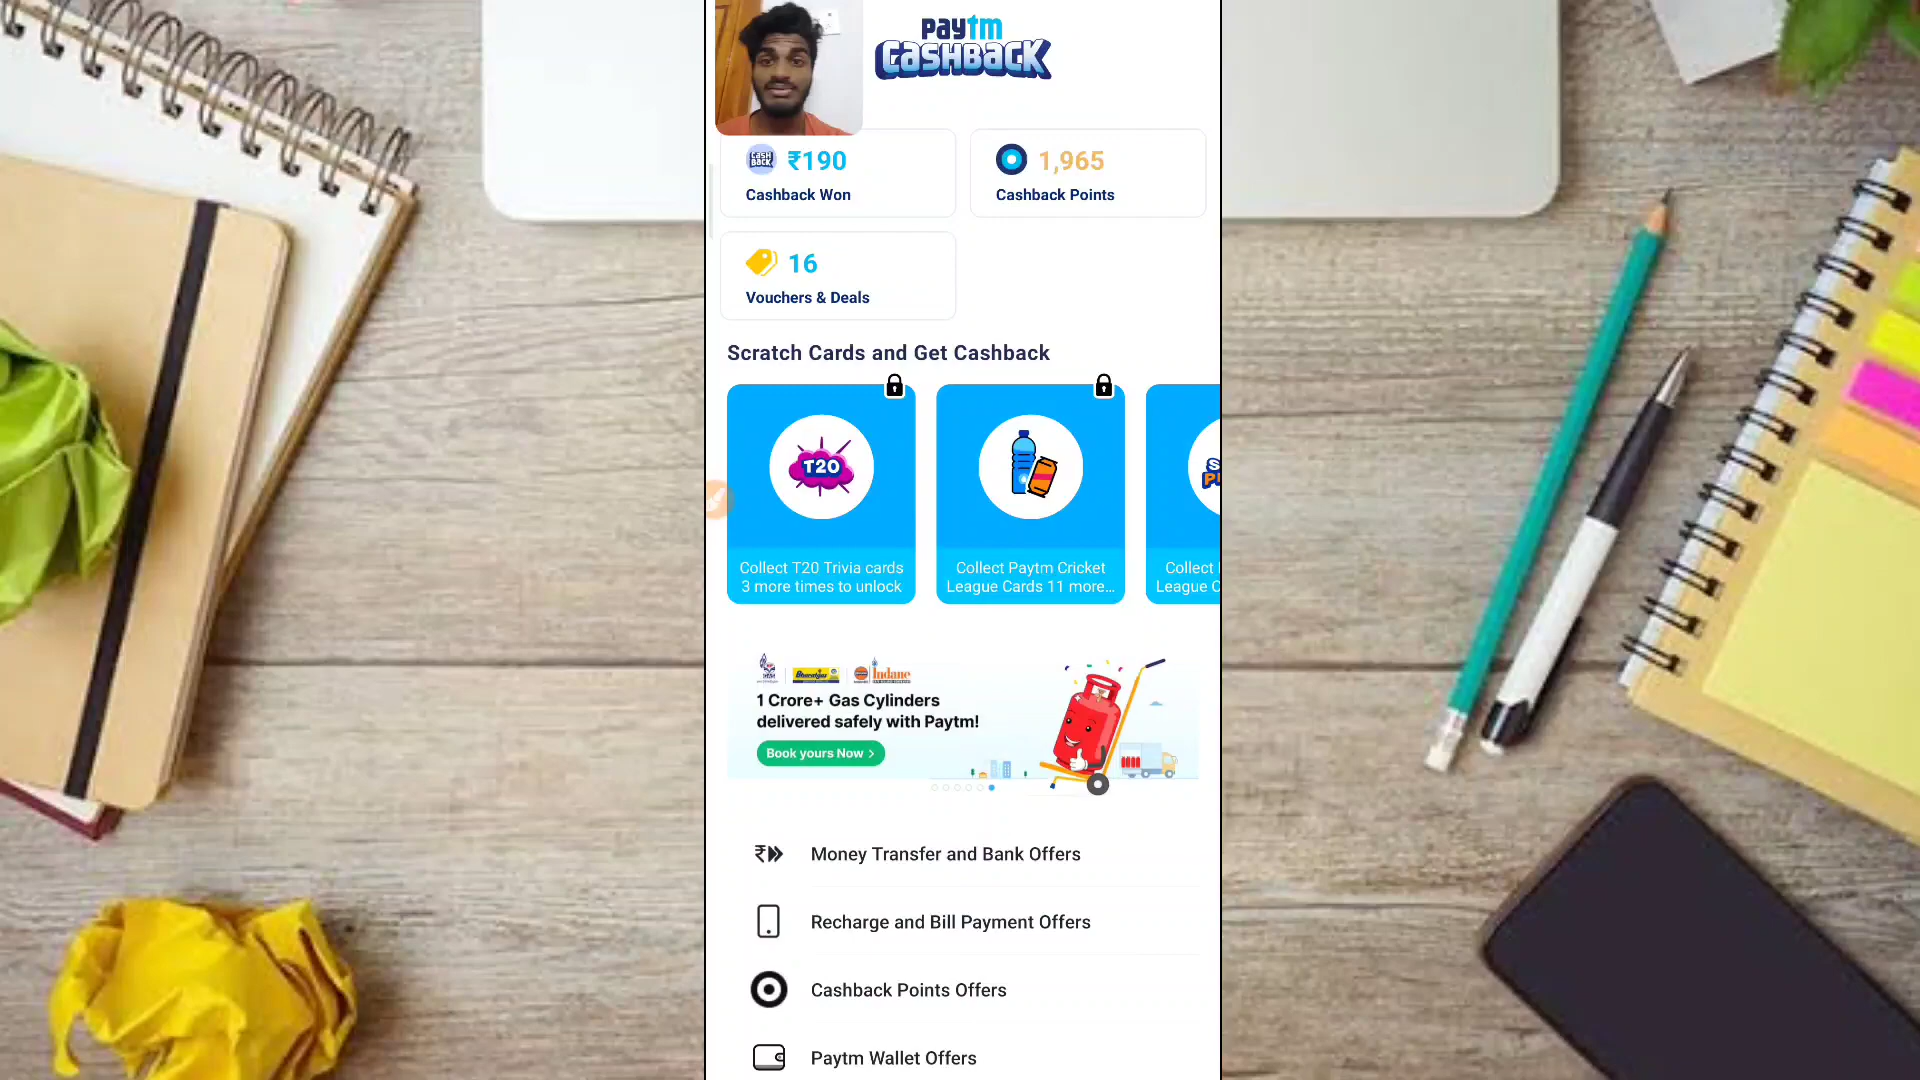 paytm
CASHBACK
CASH
BACK
₹190
Cashback Won
1,965
Cashback Points
16
Vouchers & Deals
Scratch Cards and Get Cashback
T20
Collect T20 Trivia cards
3 more times to unlock
Collect Paytm Cricket
League Cards 11 more...
Collect
League C
Bharatgas
Indane
1 Crore+ Gas Cylinders
delivered safely with Paytm!
Book yours Now >
Money Transfer and Bank Offers
Recharge and Bill Payment Offers
Cashback Points Offers
Paytm Wallet Offers